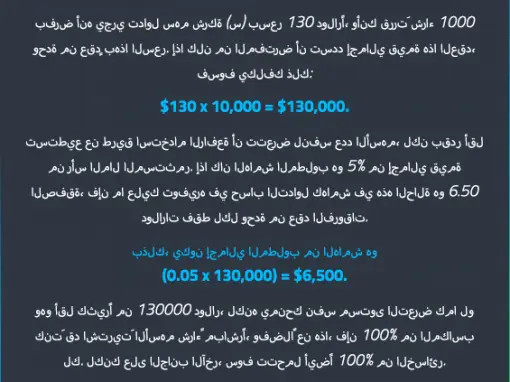 بفرض أنه يجري تداول سهم شركة (س) بسعر 130 دولاراً، وأنك قررتَ شراء 1000
وحدة من عقدٍ بهذا السعر. إذا كان من المفترض أن تسدد إجمالي قيمة هذا العقد،
فسوف يكلفك ذلك:
$130 x 10,000 = $130,000.
تستطيع عن طريق استخدام الرافعة أن تتعرض لنفس عدد الأسهم، لكن بقدر أقل
من رأس المال المستثمر. إذا كان الهامش المطلوب هو 5% من إجمالي قيمة
الصفقة، فإن ما عليك توفيره في حساب التداول كهامش في هذه الحالة هو 6.50
دولارات فقط لكل وحدة من عقد الفروقات.
بذلك، يكون إجمالي المطلوب من الهامش هو
(0.05 x 130,000) = $6,500.
وهو أقل كثيراً من 130000 دولار، لكنه يمنحك نفس مستوى التعرض كما لو
كنتَ قد اشتريتَ الأسهم شراءً مباشراً، وفضلاً عن هذا، فإن 100% من المكاسب
لك. لكنك على الجانب الآخر، سوف تتحمل أيضاً 100% من الخسائر.